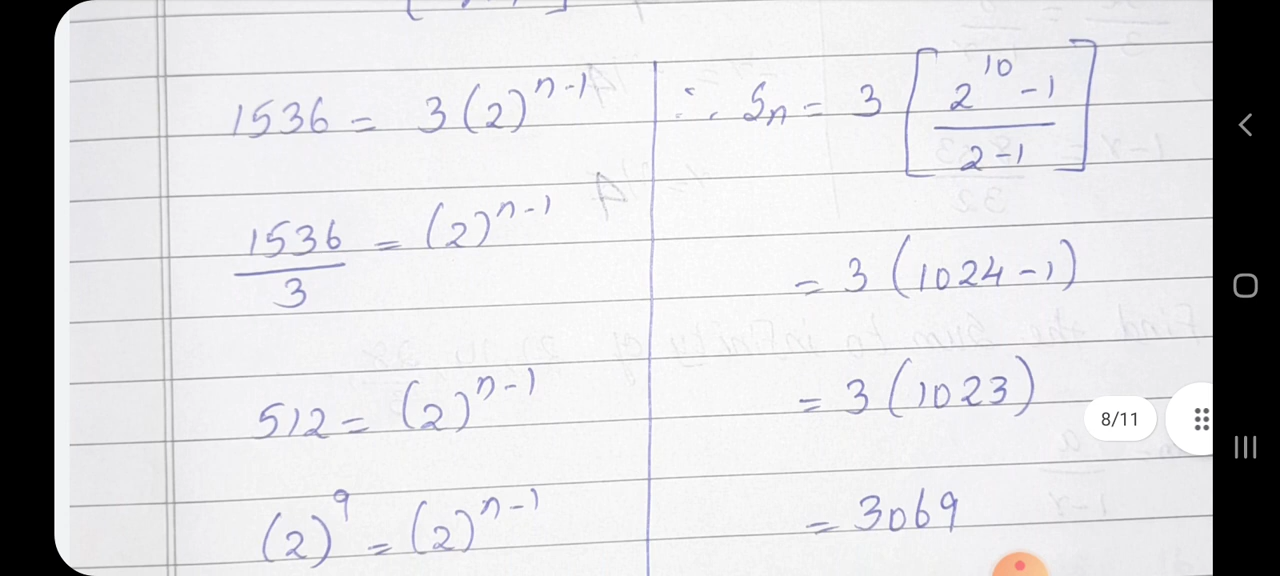 1536 = 3(2)^{n-1}
1536/3 = (2)^{n-1}
512 = (2)^{n-1}
(2)^9 = (2)^{n-1}
∴ Sn = 3 [ (2^{10} - 1)/(2-1) ]
= 3 (1024 - 1)
= 3 (1023)
= 3069
8/11